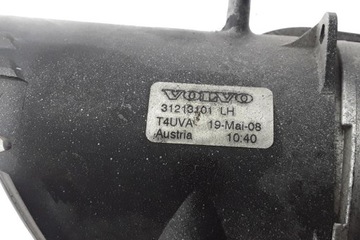 VOLVO
31213101 LH
T4UVA 19-Mai-08
Austria 10:40